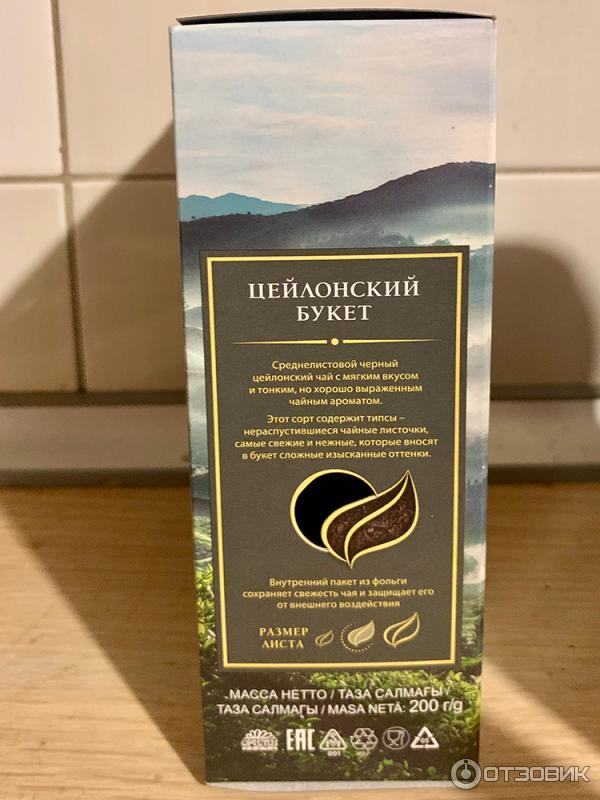 ЦЕЙЛОНСКИЙ
БУКЕТ
Среднелистовой черный
цейлонский чай с мягким вкусом
и тонким, но хорошо выраженным
чайным ароматом.
Этот сорт содержит типсы –
нераспустившиеся чайные листочки,
самые свежие и нежные, которые вносят
в букет сложные изысканные оттенки.
Внутренний пакет из фольги
сохраняет свежесть чая и защищает его
от внешнего воздействия
РАЗМЕР
ЛИСТА
МАССА НЕТТО / ТАЗА САЛМАҒЫ /
ТАЗА САЛМАГЫ / MASA NETĂ: 200 г/g
EAC
001
ОТЗОВИК